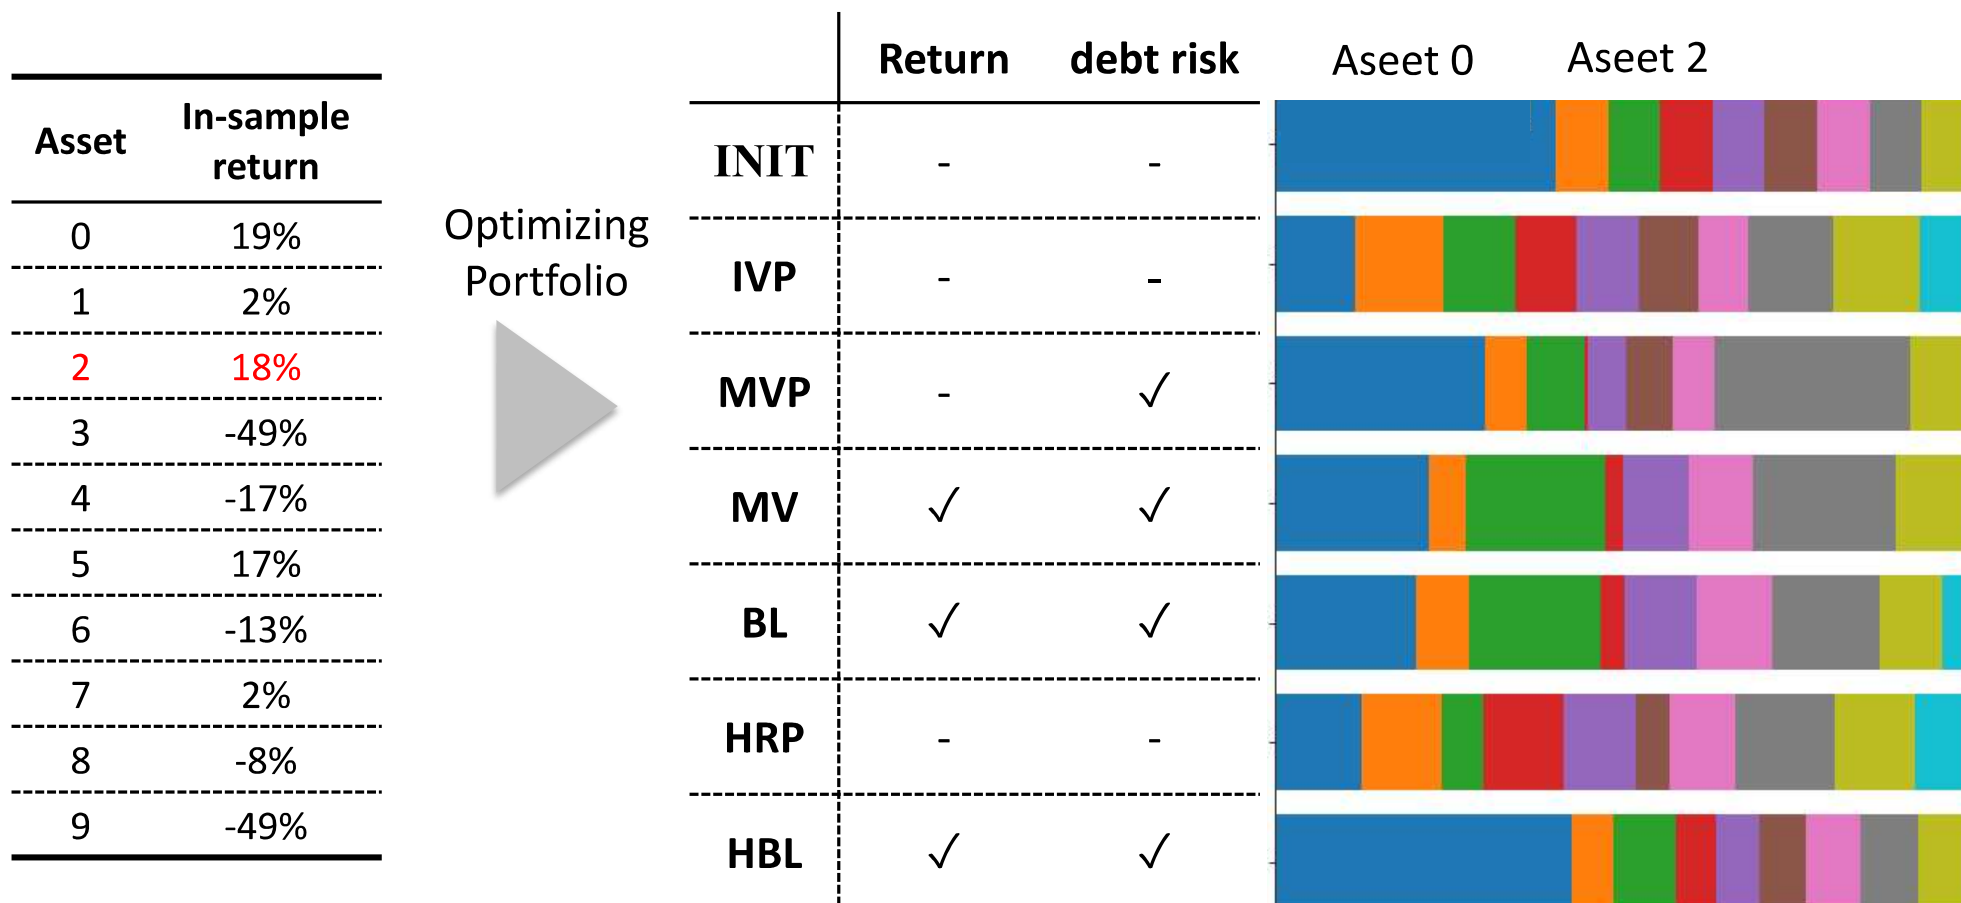 Asset In-sample return
0 19%
1 2%
2 18%
3 -49%
4 -17%
5 17%
6 -13%
7 2%
8 -8%
9 -49%
Optimizing
Portfolio
Return debt risk Aseet 0 Aseet 2
INIT - -
IVP - -
MVP - ✓
MV ✓ ✓
BL ✓ ✓
HRP - -
HBL ✓ ✓